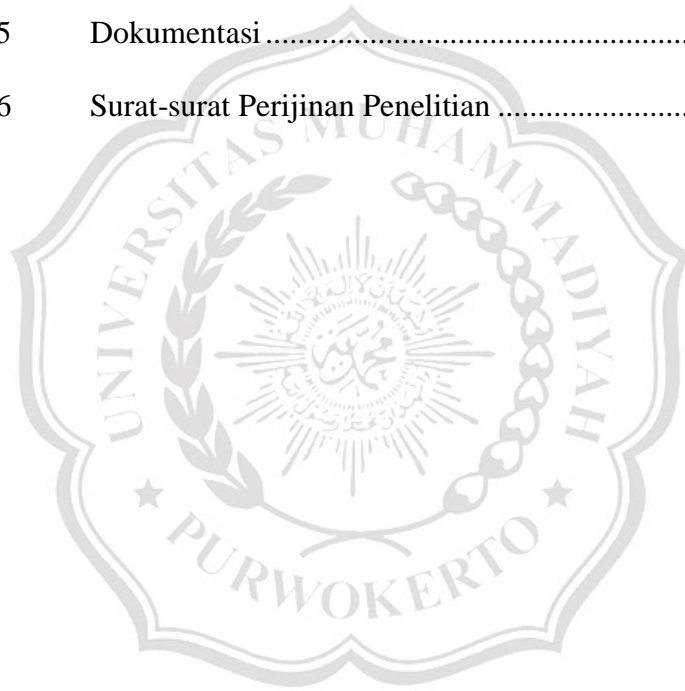 5 Dokumentasi ................................................
6 Surat-surat Perijinan Penelitian ......................
UNIVERSITAS MUHAMMADIYAH
PURWOKERTO